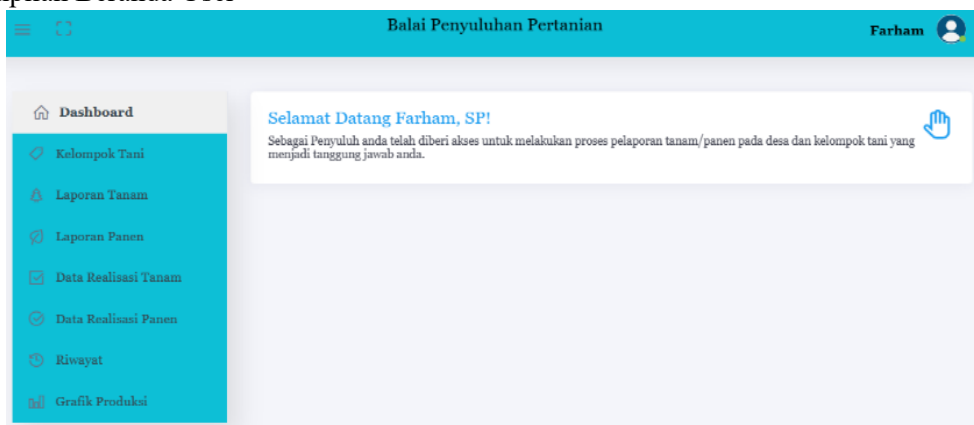 Beranda User
Balai Penyuluhan Pertanian
Farham
Dashboard
Kelompok Tani
Laporan Tanam
Laporan Panen
Data Realisasi Tanam
Data Realisasi Panen
Riwayat
Grafik Produksi
Selamat Datang Farham, SP!
Sebagai Penyuluh anda telah diberi akses untuk melakukan proses pelaporan tanam/panen pada desa dan kelompok tani yang
menjadi tanggung jawab anda.